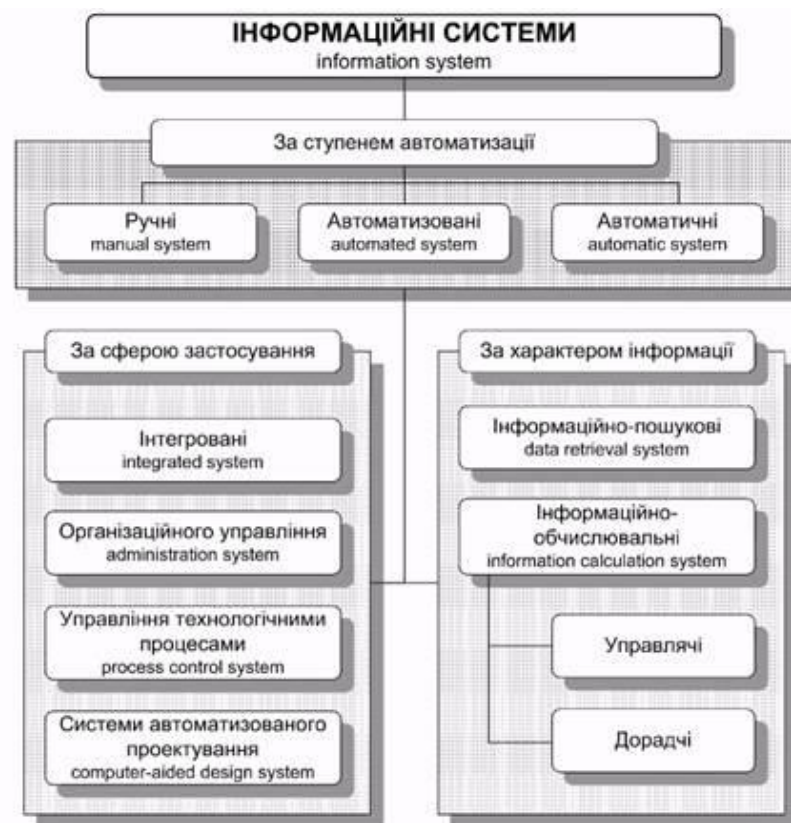 ІНФОРМАЦІЙНІ СИСТЕМИ
information system
За ступенем автоматизації
Ручні
manual system
Автоматизовані
automated system
Автоматичні
automatic system
За сферою застосування
Інтегровані
integrated system
Організаційного управління
administration system
Управління технологічними
процесами
process control system
Системи автоматизованого
проектування
computer-aided design system
За характером інформації
Інформаційно-пошукові
data retrieval system
Інформаційно-
обчислювальні
information calculation system
Управлячі
Дорадчі